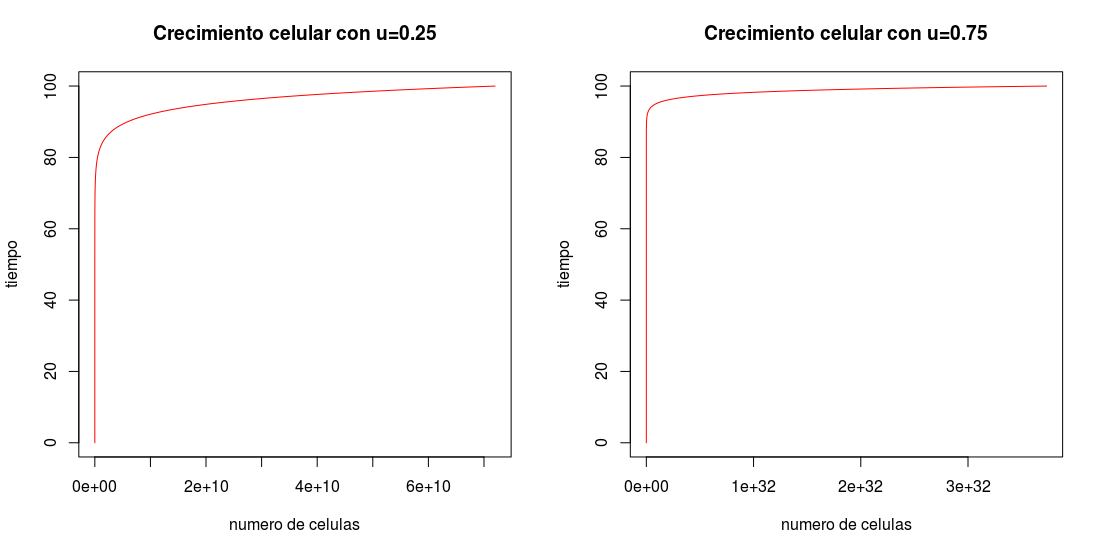 Crecimiento celular con u=0.25
100
80
60
40
20
0
tiempo
0e+00 2e+10 4e+10 6e+10
numero de celulas
Crecimiento celular con u=0.75
100
80
60
40
20
0
tiempo
0e+00 1e+32 2e+32 3e+32
numero de celulas